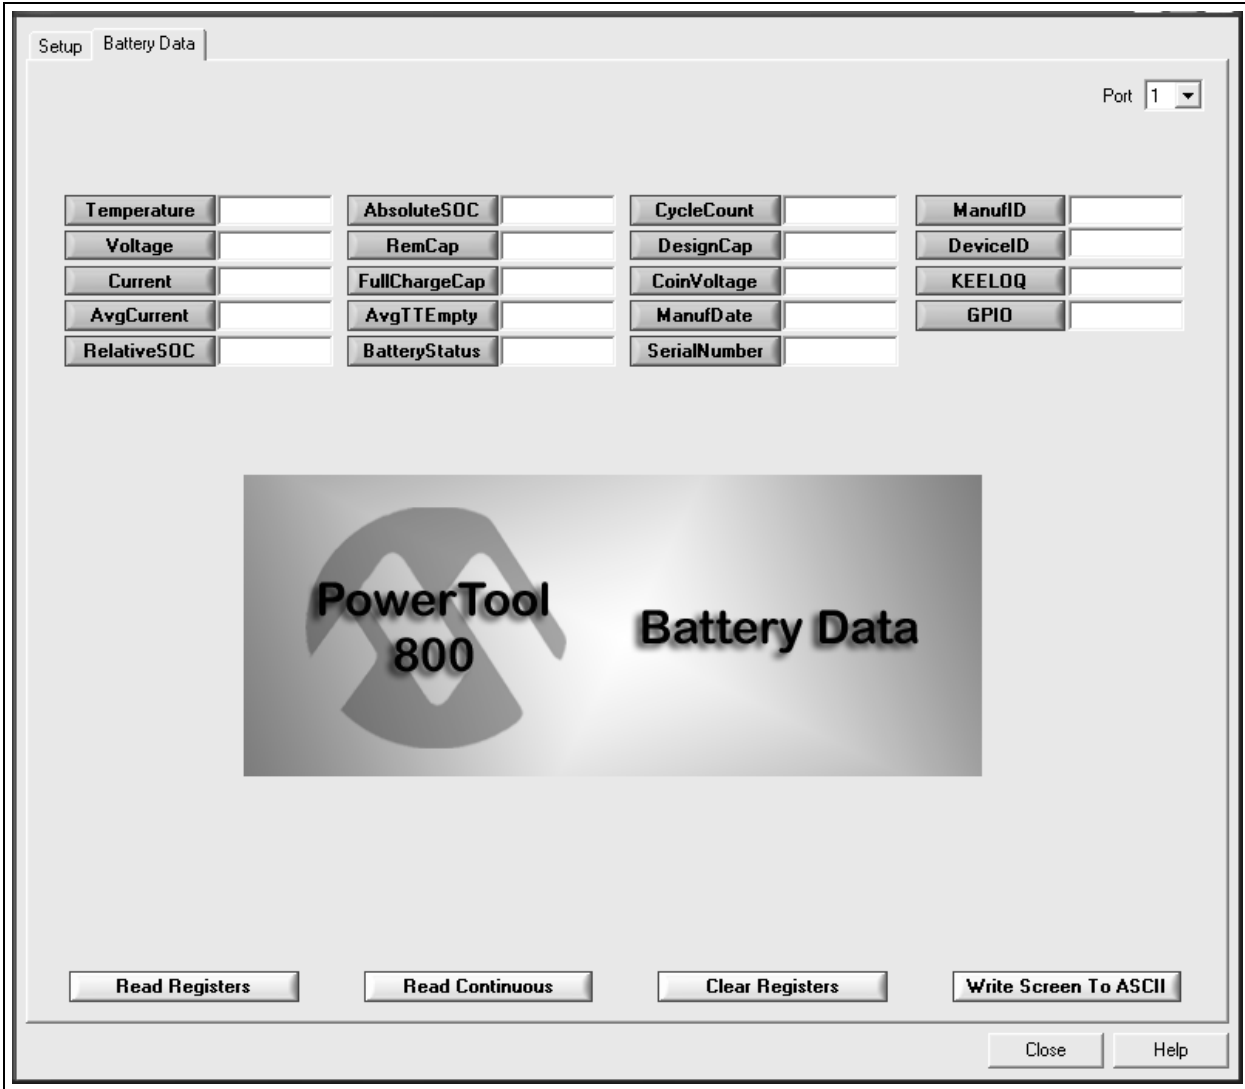 Setup Battery Data
Port 1
Temperature AbsoluteSOC CycleCount ManufID
Voltage RemCap DesignCap DeviceID
Current FullChargeCap CoinVoltage KEELOQ
AvgCurrent AvgTTEmpty ManufDate GPIO
RelativeSOC BatteryStatus SerialNumber
PowerTool
800
Battery Data
Read Registers Read Continuous Clear Registers Write Screen To ASCII
Close Help